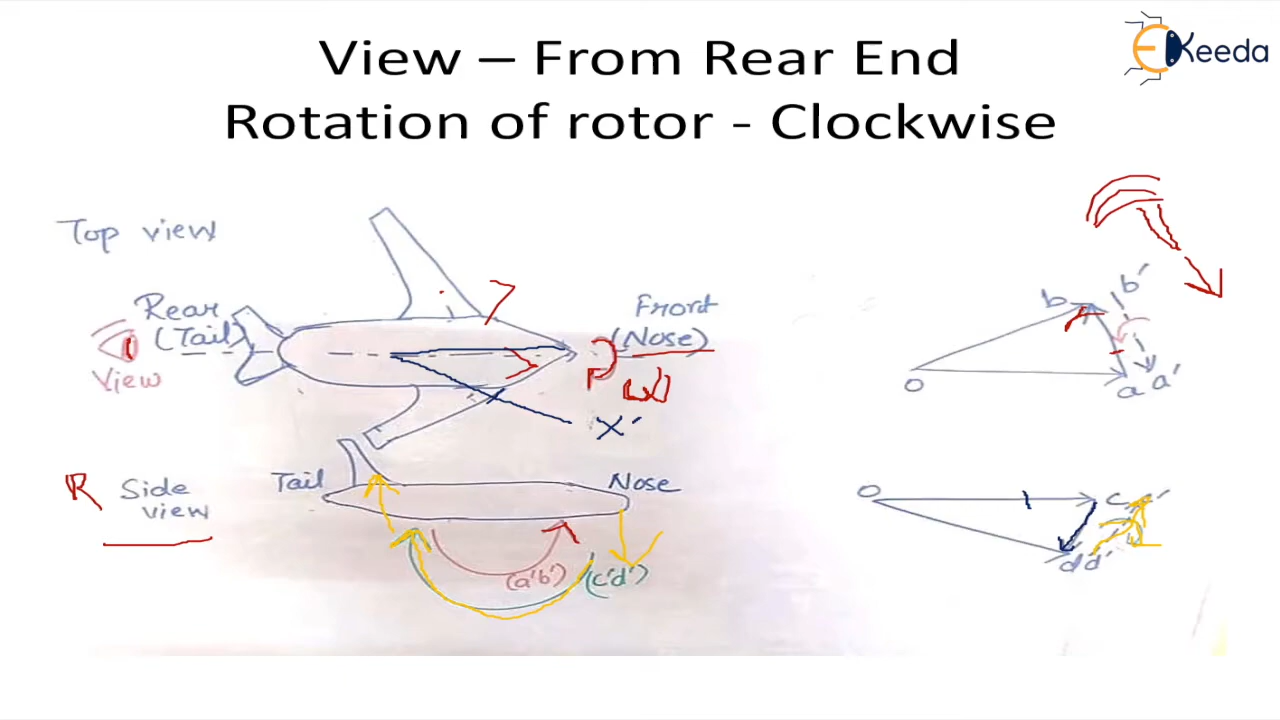 View – From Rear End
Rotation of rotor - Clockwise
EKeeda
Top view
Rear
(Tail)
View
Front
(Nose)
ω
X'
b
b'
o
a
a'
R
Side
view
Tail
Nose
(a'b')
(c'd')
o
c
c'
d
d'